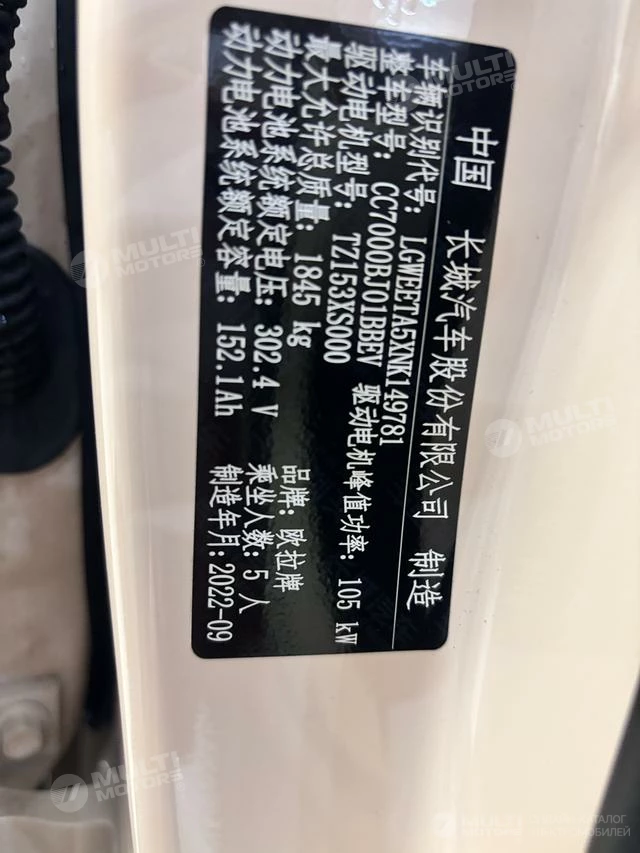 中国 长城汽车股份有限公司 制造
车辆识别代号: LGWEETA5XNK149781
整车型号: CC7000BJ01BBEV 驱动电机峰值功率: 105 kW
驱动电机型号: TZ153XS000
最大允许总质量: 1845 kg 品牌: 欧拉牌
动力电池系统额定电压: 302.4 V 乘坐人数: 5 人
动力电池系统额定容量: 152.1Ah 制造年月: 2022-09
MULTI MOTORS
MULTI MOTORS
MULTI MOTORS
MULTI MOTORS
MULTI MOTORS